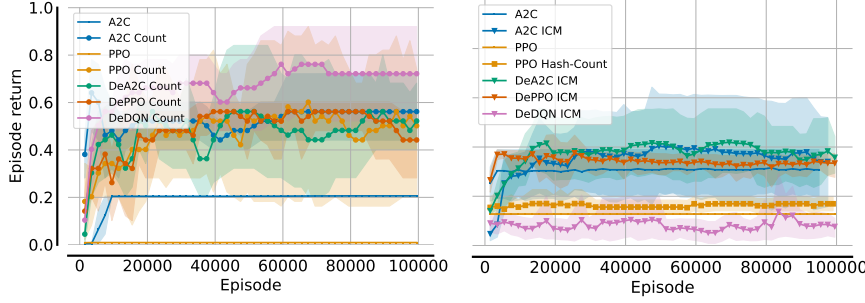 Episode return
1.0
0.8
0.6
0.4
0.2
0.0
A2C
A2C Count
PPO
PPO Count
DeA2C Count
DePPO Count
DeDQN Count
0 20000 40000 60000 80000 100000
Episode
A2C
A2C ICM
PPO
PPO Hash-Count
DeA2C ICM
DePPO ICM
DeDQN ICM
0 20000 40000 60000 80000 100000
Episode